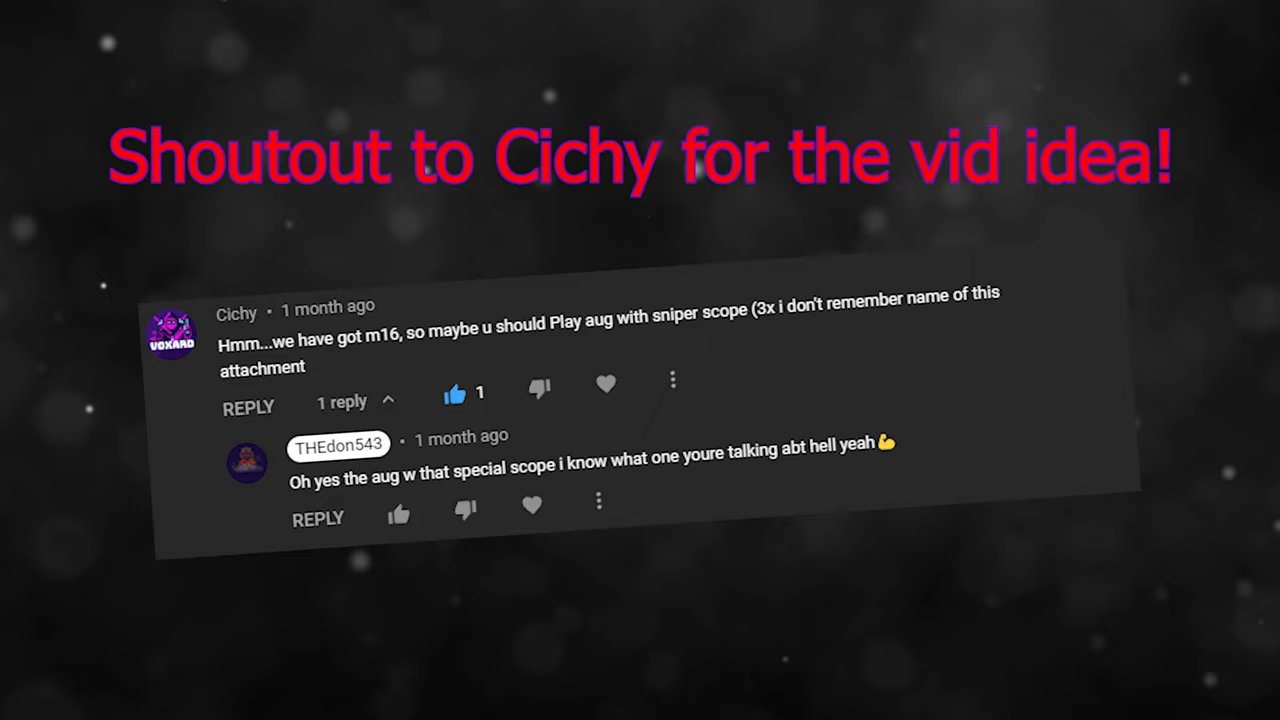 Shoutout to Cichy for the vid idea!
Cichy • 1 month ago
Hmm...we have got m16, so maybe u should Play aug with sniper scope (3x i don't remember name of this
attachment
REPLY 1 reply 1
VOXARD
THEdon543 • 1 month ago
Oh yes the aug w that special scope i know what one youre talking abt hell yeah💪
REPLY